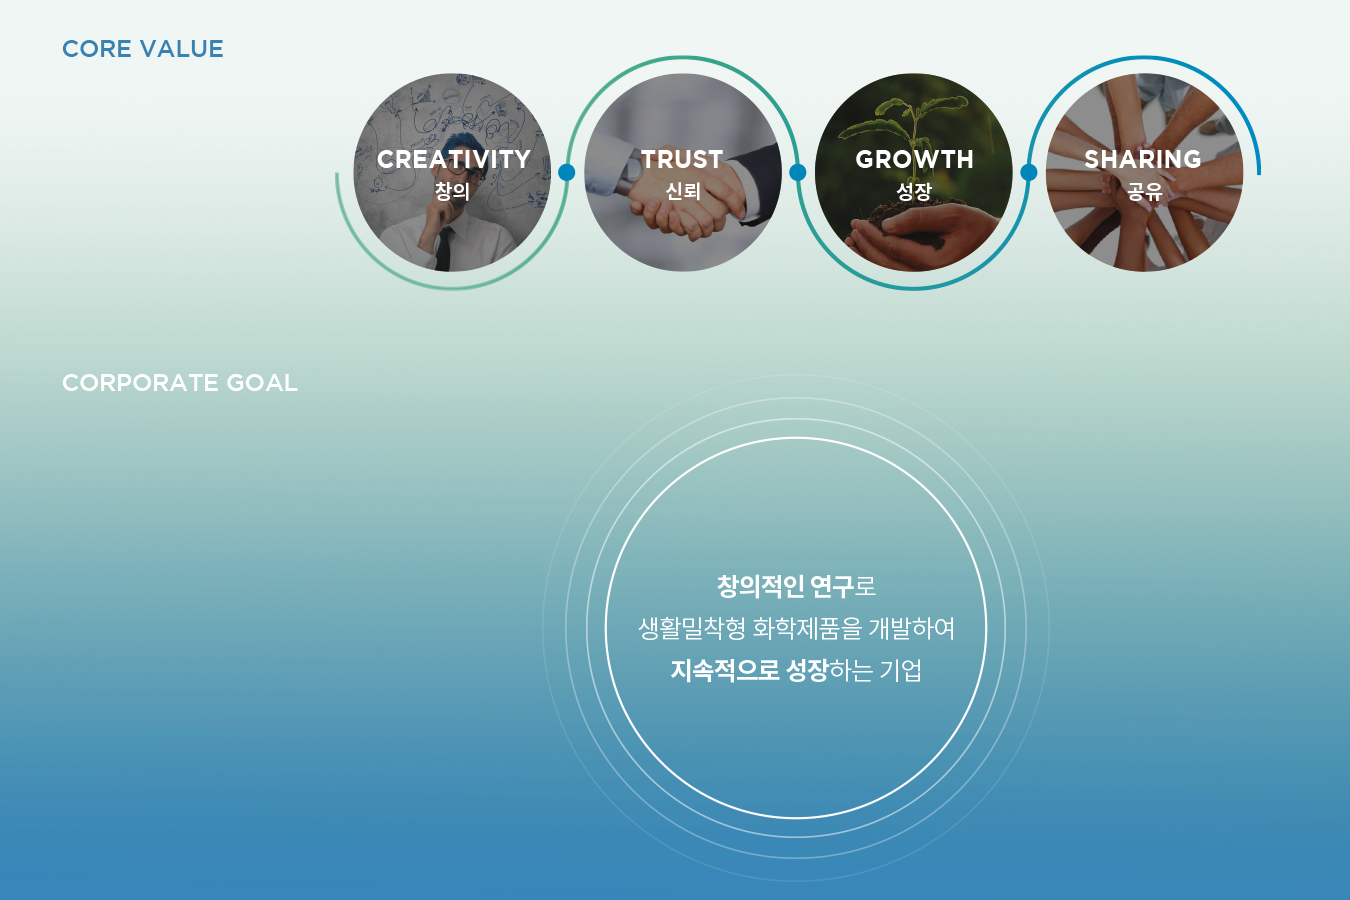 CORE VALUE
CREATIVITY
창의
TRUST
신뢰
GROWTH
성장
SHARING
공유
CORPORATE GOAL
창의적인 연구로
생활밀착형 화학제품을 개발하여
지속적으로 성장하는 기업